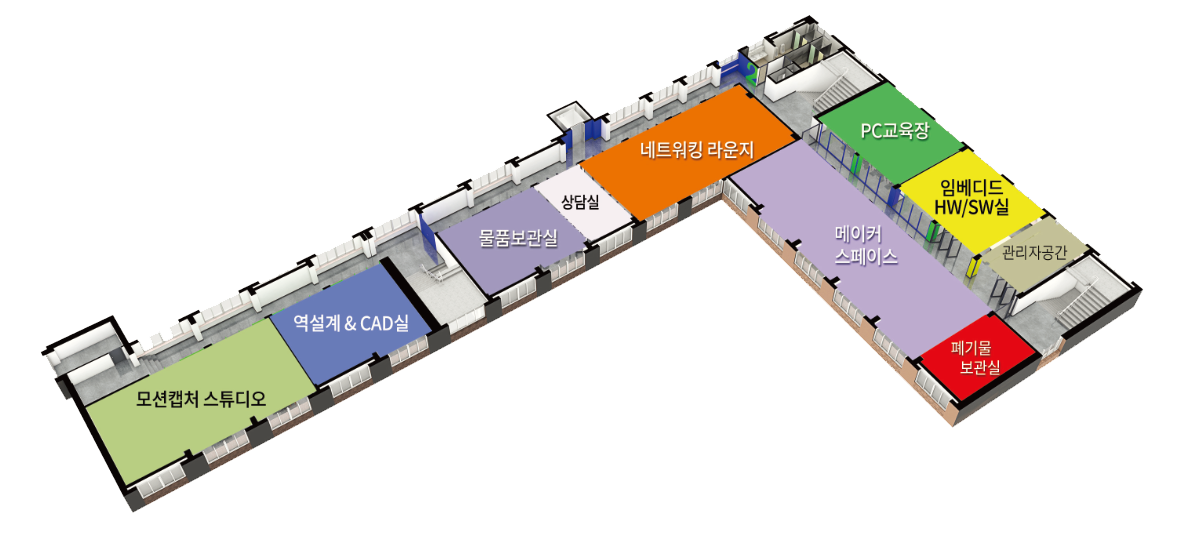 PC교육장
네트워킹 라운지
임베디드
HW/SW실
상담실
물품보관실
메이커
스페이스
관리자공간
역설계 & CAD실
폐기물
보관실
모션캡처 스튜디오